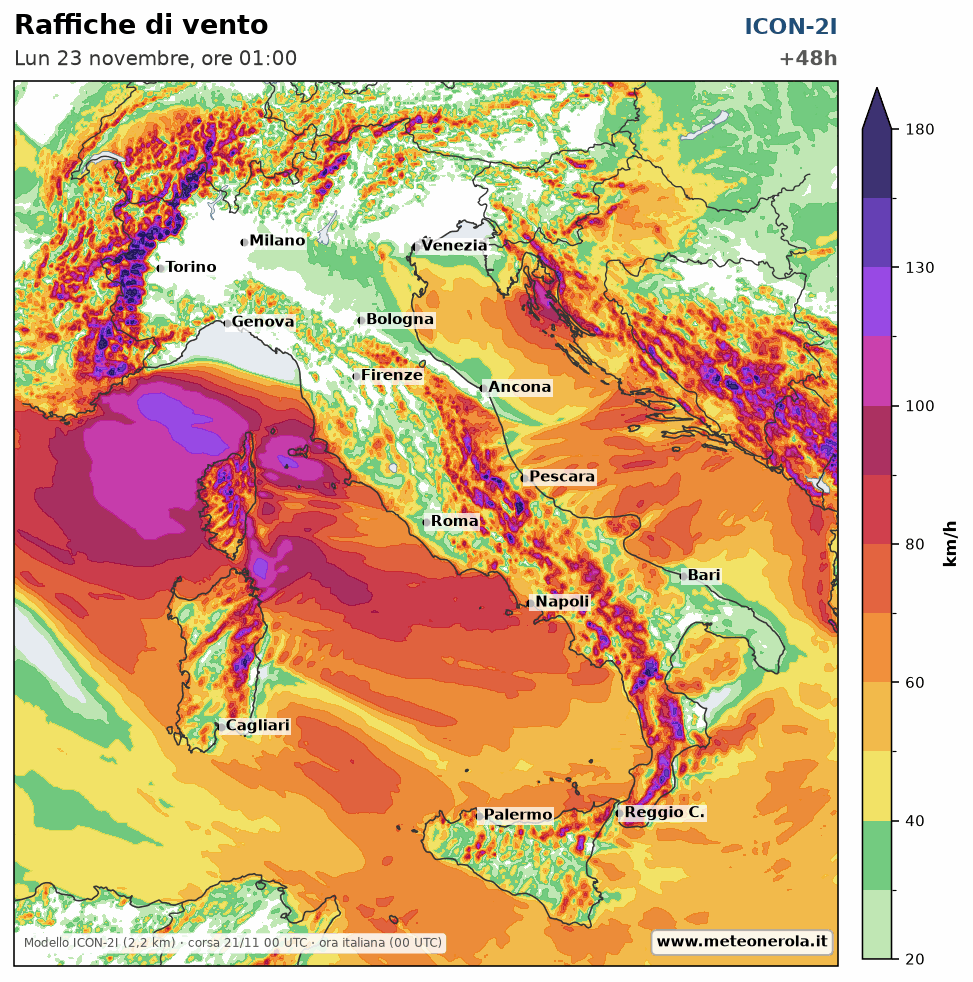 Raffiche di vento
ICON-2I
Lun 23 novembre, ore 01:00
+48h
180
130
100
80
60
40
20
km/h
Milano
Venezia
Torino
Genova
Bologna
Firenze
Ancona
Pescara
Roma
Bari
Napoli
Cagliari
Palermo
Reggio C.
Modello ICON-2I (2,2 km) · corsa 21/11 00 UTC · ora italiana (00 UTC)
www.meteonerola.it